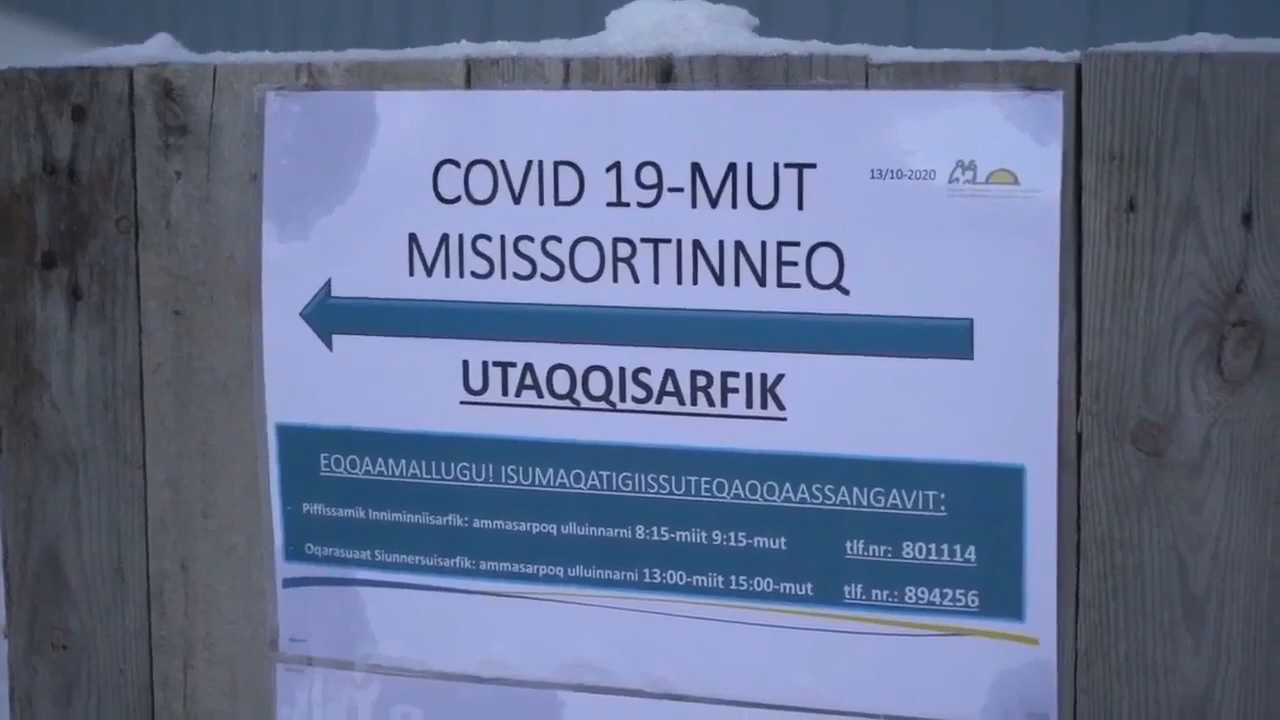 COVID 19-MUT
13/10-2020
MISISSORTINNEQ
UTAQQISARFIK
EQQAAMALLUGU! ISUMAQATIGIISSUTEQAQQAASSANGAVIT:
- Piffissamik Inniminniisarfik: ammasarpoq ulluinnarni 8:15-miit 9:15-mut tlf.nr: 801114
- Oqarasuaat Siunnersuisarfik: ammasarpoq ulluinnarni 13:00-miit 15:00-mut tlf. nr.: 894256